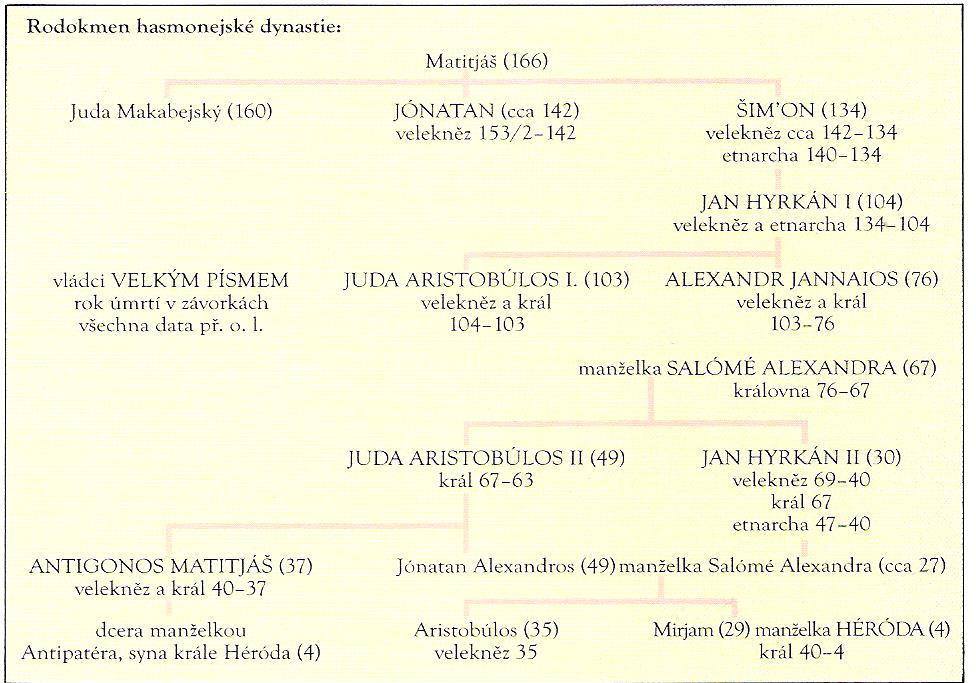 Rodokmen hasmonejské dynastie:
Matitjáš (166)
Juda Makabejský (160)
JÓNATAN (cca 142)
velekněz 153/2–142
ŠIM'ON (134)
velekněz cca 142–134
etnarcha 140–134
JAN HYRKÁN I (104)
velekněz a etnarcha 134–104
vládci VELKÝM PÍSMEM
rok úmrtí v závorkách
všechna data př. o. l.
JUDA ARISTOBÚLOS I. (103)
velekněz a král
104–103
ALEXANDR JANNAIOS (76)
velekněz a král
103–76
manželka SALÓMÉ ALEXANDRA (67)
královna 76–67
JUDA ARISTOBÚLOS II (49)
král 67–63
JAN HYRKÁN II (30)
velekněz 69–40
král 67
etnarcha 47–40
ANTIGONOS MATITJÁŠ (37)
velekněz a král 40–37
Jónatan Alexandros (49) manželka Salómé Alexandra (cca 27)
dcera manželkou
Antipatéra, syna krále Héróda (4)
Aristobúlos (35)
velekněz 35
Mirjam (29) manželka HÉRÓDA (4)
král 40–4